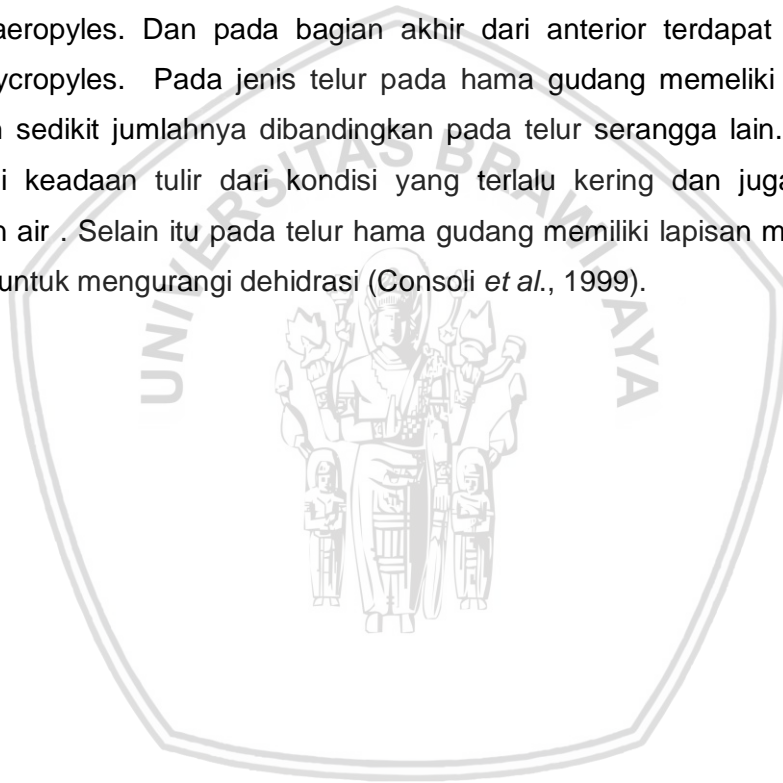 aeropyles. Dan pada bagian akhir dari anterior terdapat
ycropyles. Pada jenis telur pada hama gudang memeliki
sedikit jumlahnya dibandingkan pada telur serangga lain.
i keadaan tulir dari kondisi yang terlalu kering dan juga
n air . Selain itu pada telur hama gudang memiliki lapisan m
untuk mengurangi dehidrasi (Consoli et al., 1999).
UNIVERSITAS BRAWIJAYA